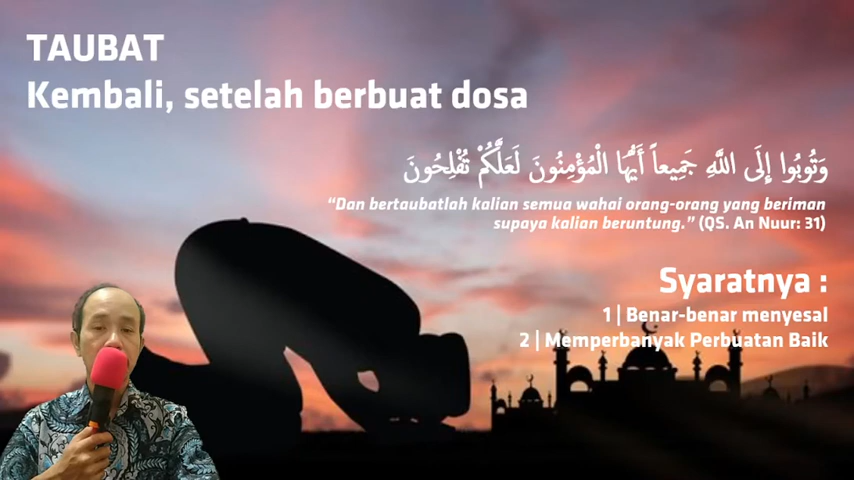 TAUBAT
Kembali, setelah berbuat dosa
وَتُوبُوا إِلَى اللَّهِ جَمِيعاً أَيُّهَا الْمُؤْمِنُونَ لَعَلَّكُمْ تُفْلِحُونَ
“Dan bertaubatlah kalian semua wahai orang-orang yang beriman
supaya kalian beruntung.” (QS. An Nuur: 31)
Syaratnya :
1 | Benar-benar menyesal
2 | Memperbanyak Perbuatan Baik